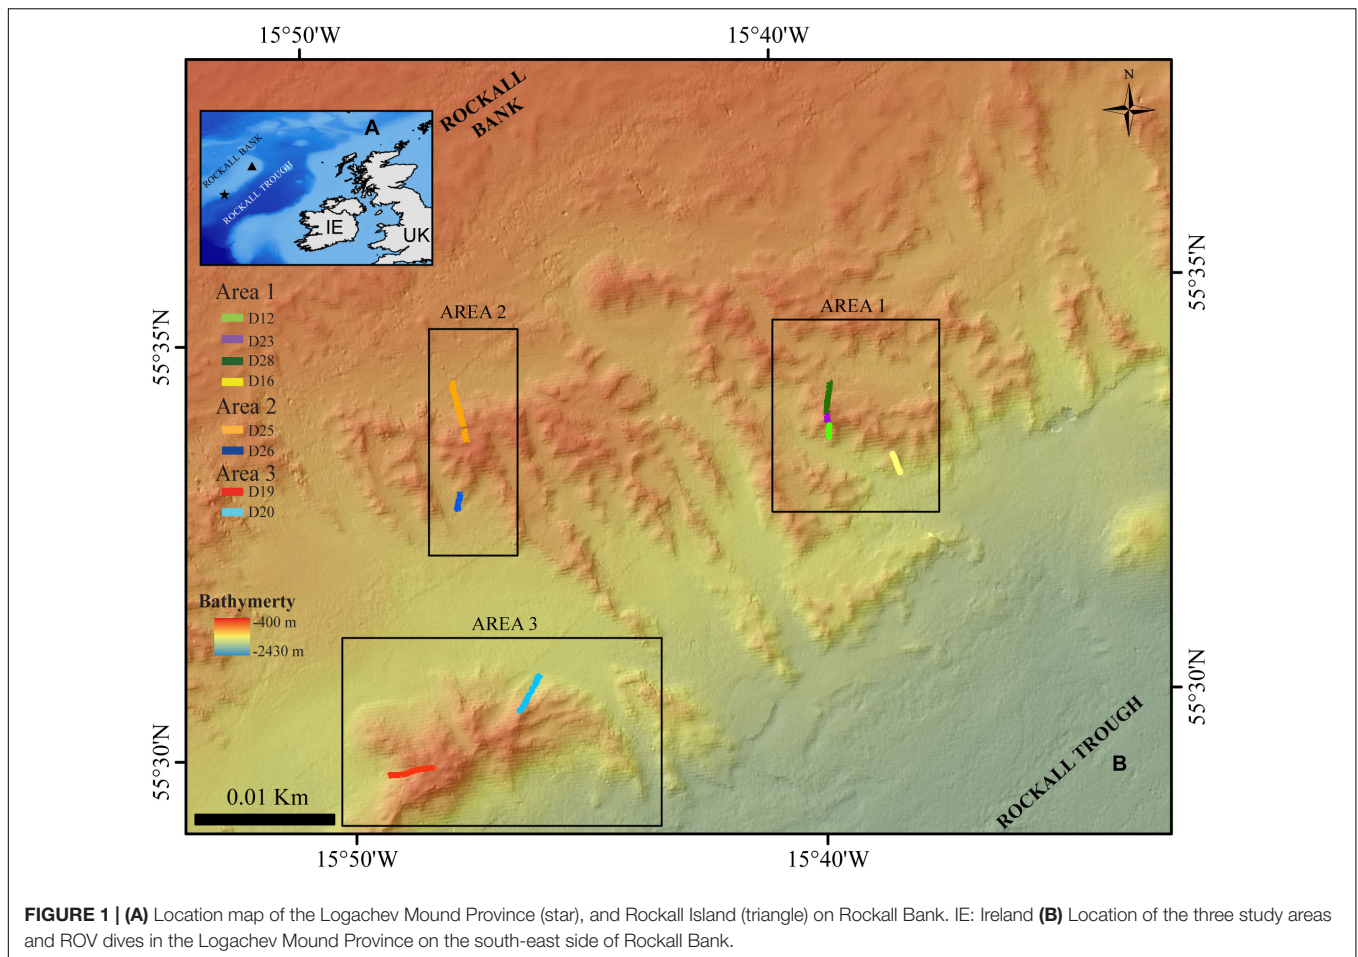 15°50'W
15°40'W
N
ROCKALL
BANK
A
ROCKALL BANK
ROCKALL TROUGH
IE
UK
55°35'N
55°35'N
Area 1
D12
D23
D28
D16
Area 2
D25
D26
Area 3
D19
D20
AREA 2
AREA 1
Bathymerty
-400 m
-2430 m
AREA 3
55°30'N
55°30'N
ROCKALL TROUGH
B
0.01 Km
15°50'W
15°40'W
FIGURE 1 | (A) Location map of the Logachev Mound Province (star), and Rockall Island (triangle) on Rockall Bank. IE: Ireland (B) Location of the three study areas
and ROV dives in the Logachev Mound Province on the south-east side of Rockall Bank.